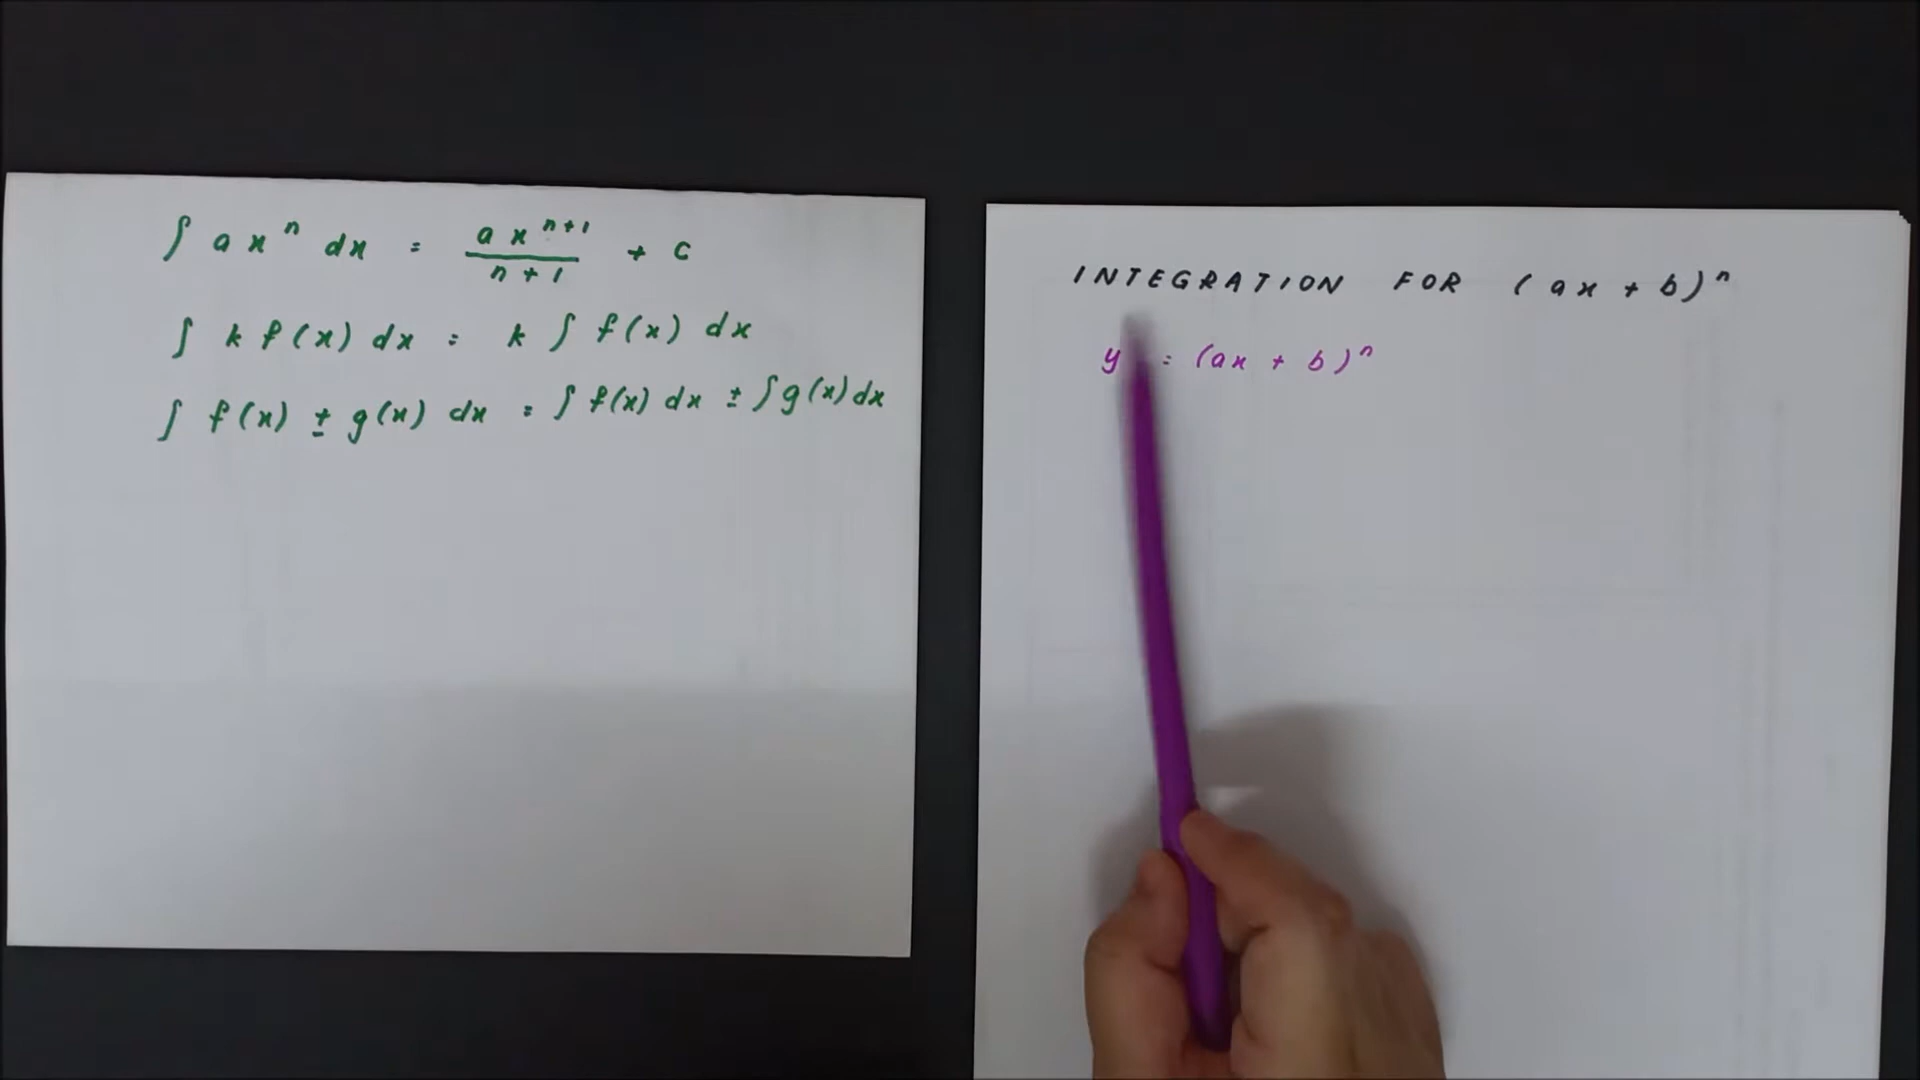 ∫ a xⁿ dx = a xⁿ⁺¹ / n + 1 + c
∫ k f(x) dx = k ∫ f(x) dx
∫ f(x) ± g(x) dx = ∫ f(x) dx ± ∫ g(x) dx
INTEGRATION FOR (ax + b)ⁿ
y = (ax + b)ⁿ